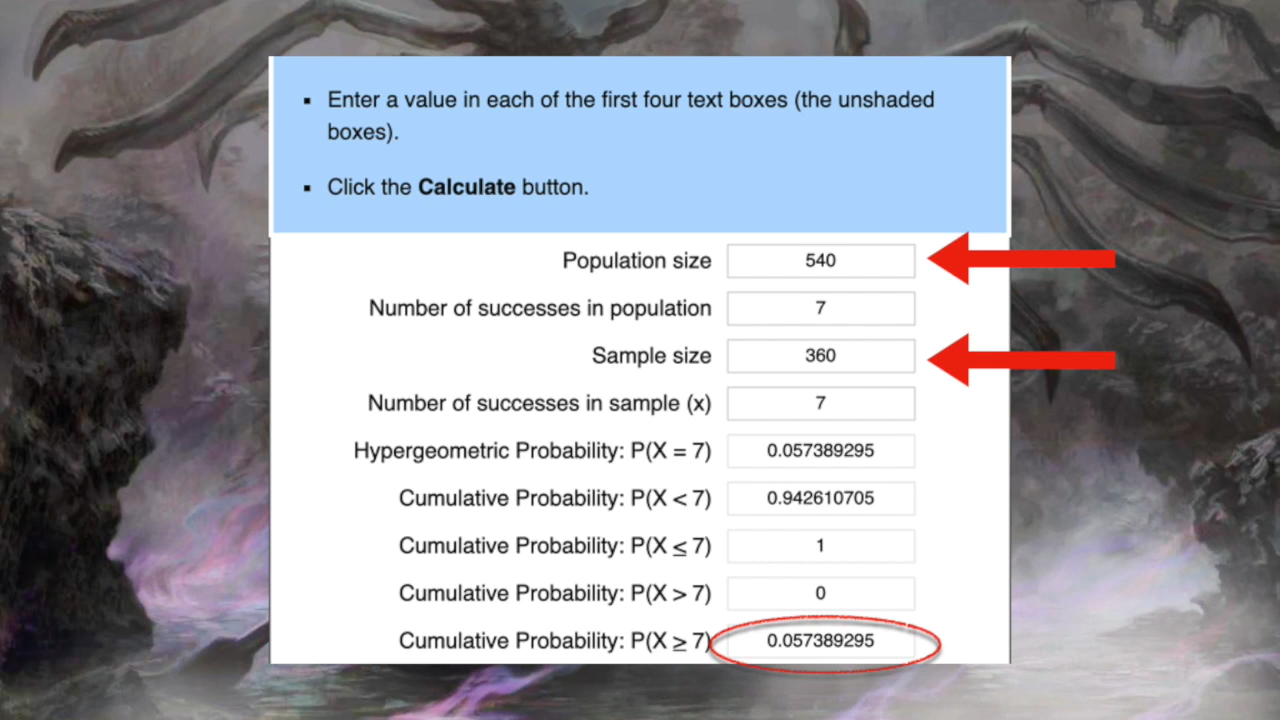 ▪ Enter a value in each of the first four text boxes (the unshaded
boxes).
▪ Click the Calculate button.
Population size 540
Number of successes in population 7
Sample size 360
Number of successes in sample (x) 7
Hypergeometric Probability: P(X = 7) 0.057389295
Cumulative Probability: P(X < 7) 0.942610705
Cumulative Probability: P(X ≤ 7) 1
Cumulative Probability: P(X > 7) 0
Cumulative Probability: P(X ≥ 7) 0.057389295